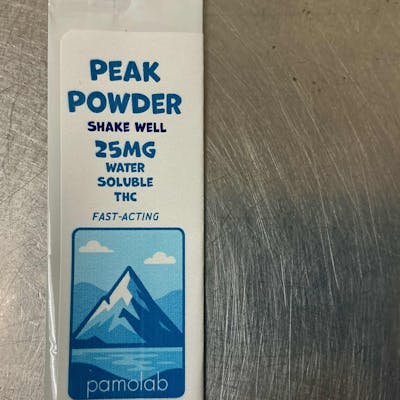 PEAK
POWDER
SHAKE WELL
25MG
WATER
SOLUBLE
THC
FAST-ACTING
pamolab